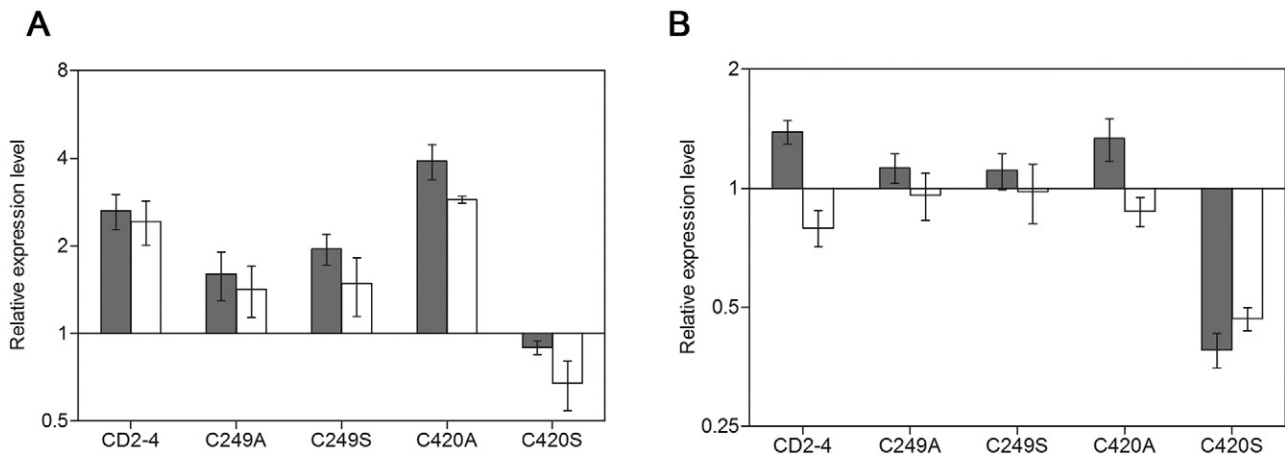 A
Relative expression level
8
4
2
1
0.5
CD2-4 C249A C249S C420A C420S
B
Relative expression level
2
1
0.5
0.25
CD2-4 C249A C249S C420A C420S